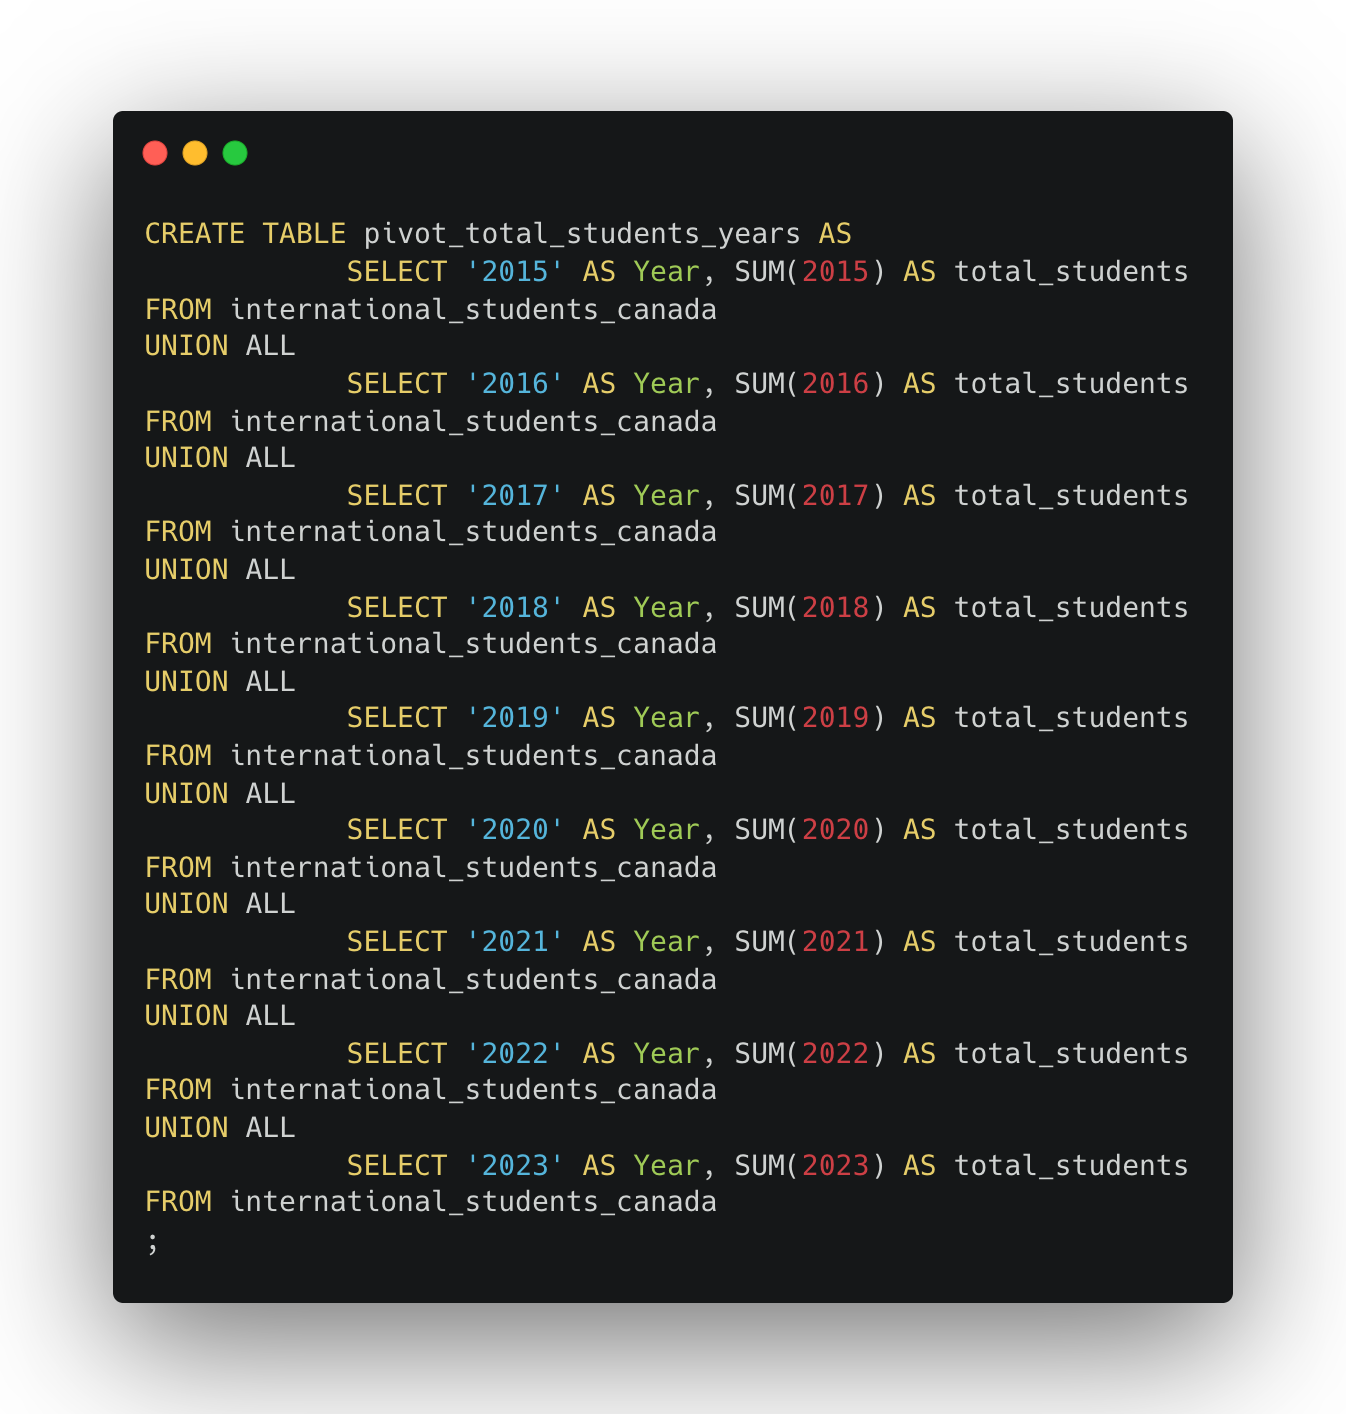 CREATE TABLE pivot_total_students_years AS
            SELECT '2015' AS Year, SUM(2015) AS total_students
FROM international_students_canada
UNION ALL
            SELECT '2016' AS Year, SUM(2016) AS total_students
FROM international_students_canada
UNION ALL
            SELECT '2017' AS Year, SUM(2017) AS total_students
FROM international_students_canada
UNION ALL
            SELECT '2018' AS Year, SUM(2018) AS total_students
FROM international_students_canada
UNION ALL
            SELECT '2019' AS Year, SUM(2019) AS total_students
FROM international_students_canada
UNION ALL
            SELECT '2020' AS Year, SUM(2020) AS total_students
FROM international_students_canada
UNION ALL
            SELECT '2021' AS Year, SUM(2021) AS total_students
FROM international_students_canada
UNION ALL
            SELECT '2022' AS Year, SUM(2022) AS total_students
FROM international_students_canada
UNION ALL
            SELECT '2023' AS Year, SUM(2023) AS total_students
FROM international_students_canada
;